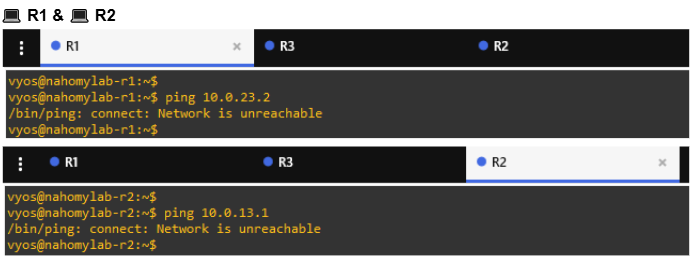 R1 & R2
R1 × R3 R2
vyos@nahomylab-r1:~$
vyos@nahomylab-r1:~$ ping 10.0.23.2
/bin/ping: connect: Network is unreachable
vyos@nahomylab-r1:~$
R1 R3 R2 ×
vyos@nahomylab-r2:~$
vyos@nahomylab-r2:~$ ping 10.0.13.1
/bin/ping: connect: Network is unreachable
vyos@nahomylab-r2:~$